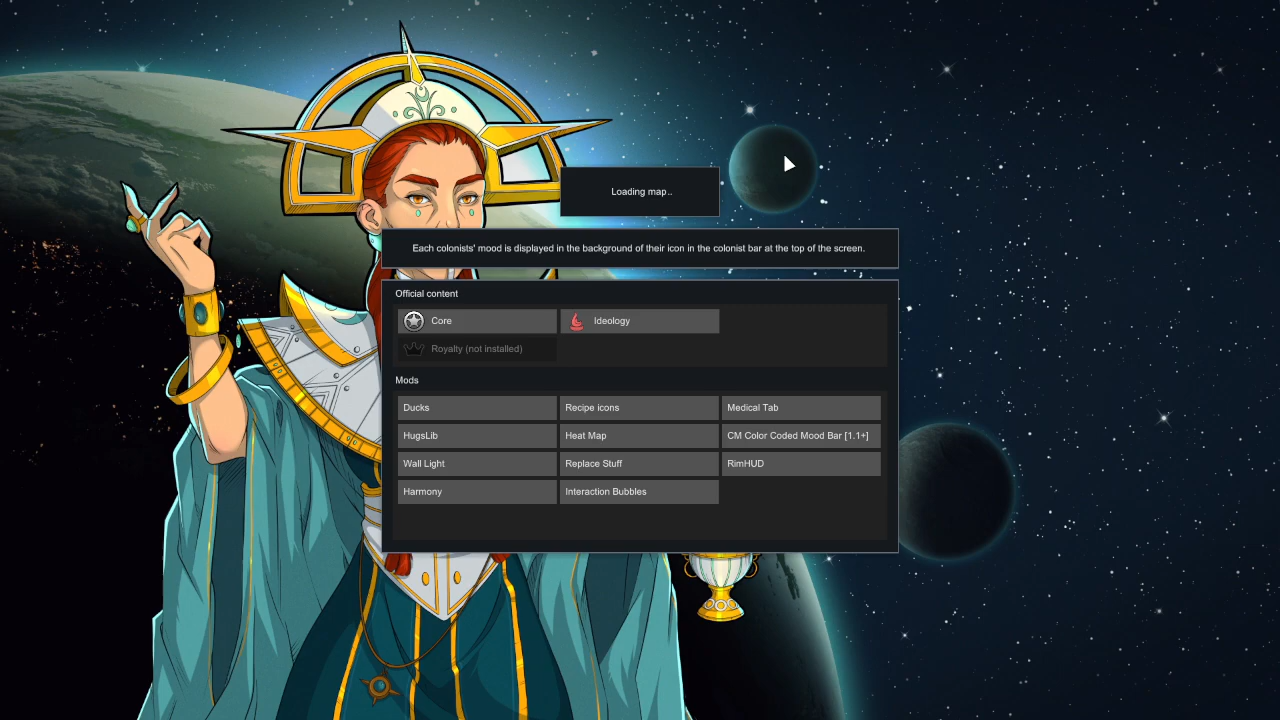 Loading map..
Each colonists' mood is displayed in the background of their icon in the colonist bar at the top of the screen.
Official content
Core
Ideology
Royalty (not installed)
Mods
Ducks
Recipe icons
Medical Tab
HugsLib
Heat Map
CM Color Coded Mood Bar [1.1+]
Wall Light
Replace Stuff
RimHUD
Harmony
Interaction Bubbles